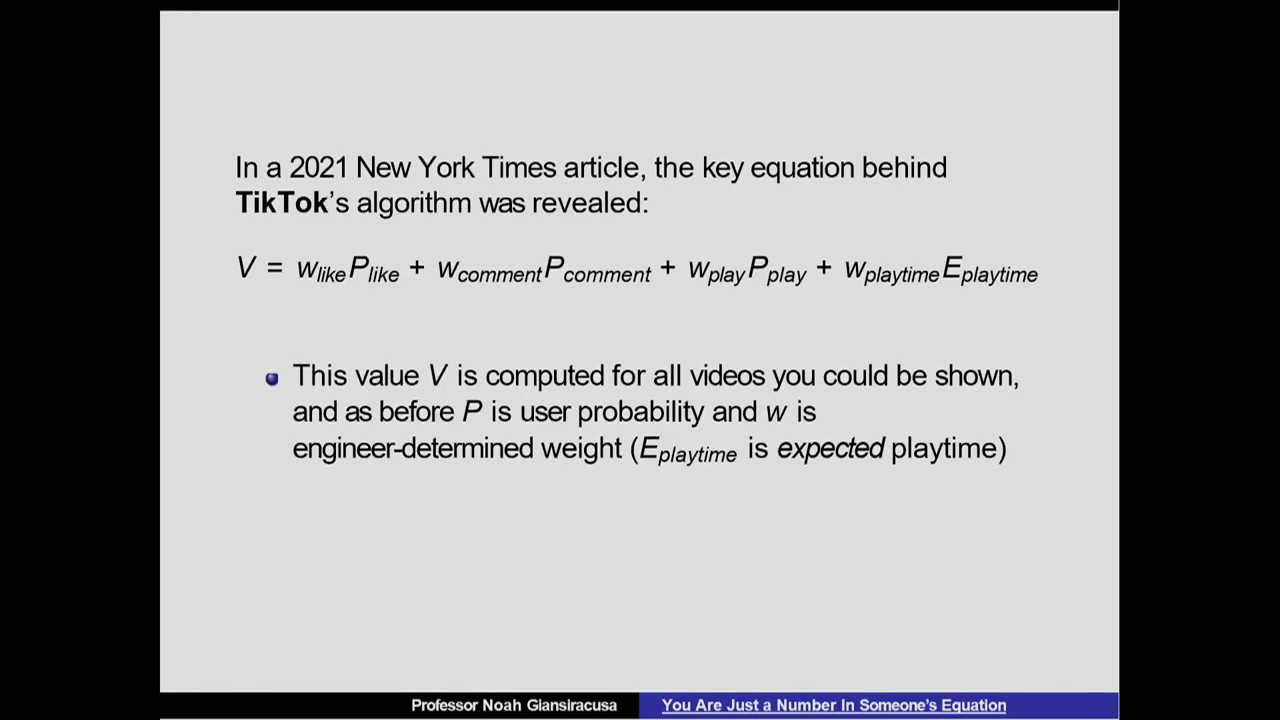 In a 2021 New York Times article, the key equation behind
TikTok's algorithm was revealed:
V = w_like P_like + w_comment P_comment + w_play P_play + w_playtime E_playtime
This value V is computed for all videos you could be shown,
and as before P is user probability and w is
engineer-determined weight (E_playtime is expected playtime)
Professor Noah Giansiracusa
You Are Just a Number In Someone's Equation